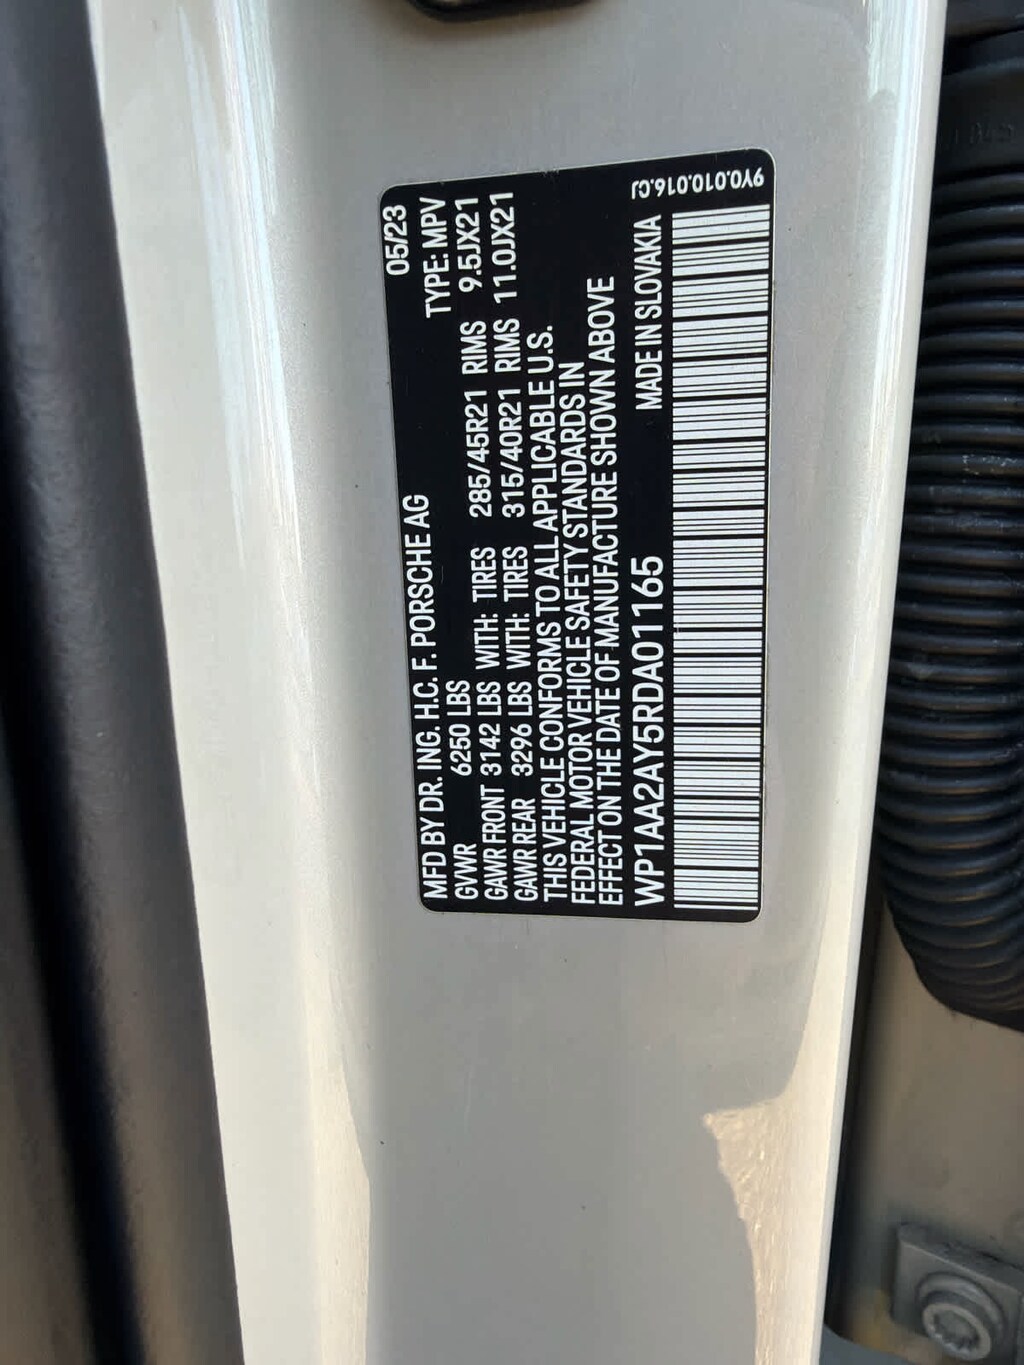 MFD BY DR. ING. H.C. F. PORSCHE AG 05/23
GVWR 6250 LBS TYPE: MPV
GAWR FRONT 3142 LBS WITH: TIRES 285/45R21 RIMS 9.5JX21
GAWR REAR 3296 LBS WITH: TIRES 315/40R21 RIMS 11.0JX21
THIS VEHICLE CONFORMS TO ALL APPLICABLE U.S.
FEDERAL MOTOR VEHICLE SAFETY STANDARDS IN
EFFECT ON THE DATE OF MANUFACTURE SHOWN ABOVE
WP1AA2AY5RDA01165 MADE IN SLOVAKIA
9Y0.010.016.CJ